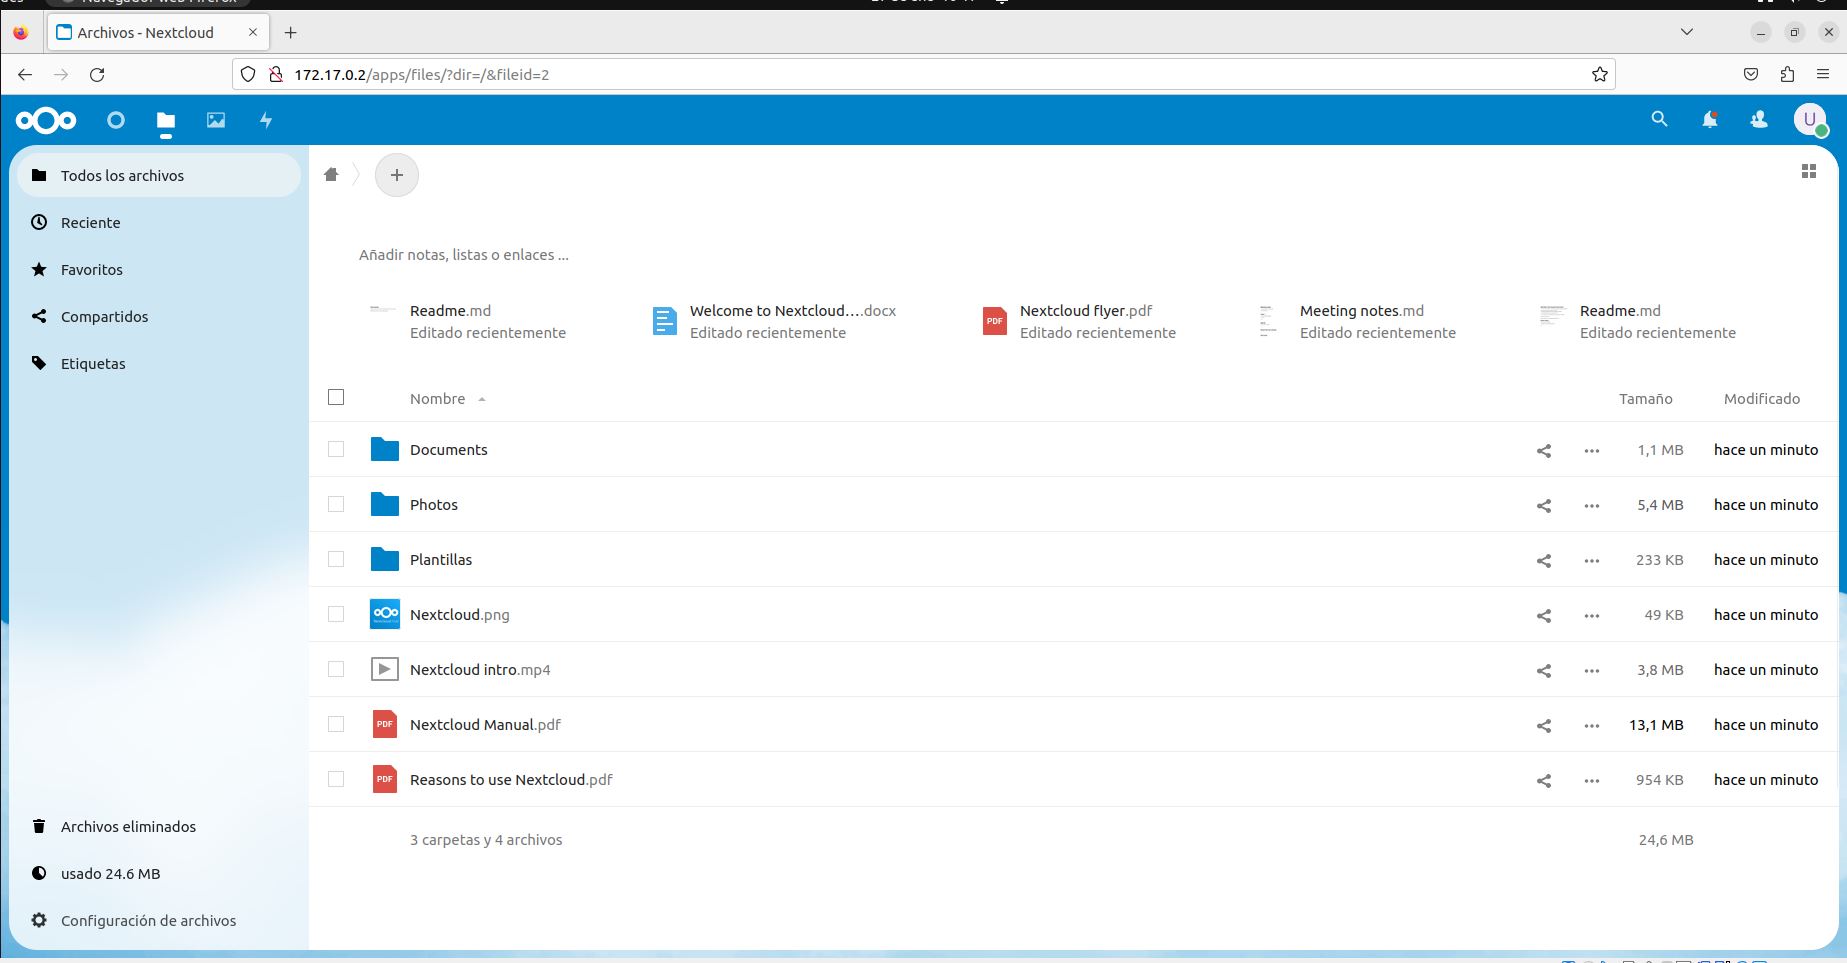 Navegador web Firefox
Archivos - Nextcloud
172.17.0.2/apps/files/?dir=/&fileid=2
U
Todos los archivos
Reciente
Favoritos
Compartidos
Etiquetas
Añadir notas, listas o enlaces ...
Readme.md
Editado recientemente
Welcome to Nextcloud....docx
Editado recientemente
PDF
Nextcloud flyer.pdf
Editado recientemente
Meeting notes.md
Editado recientemente
Readme.md
Editado recientemente
Nombre Tamaño Modificado
Documents 1,1 MB hace un minuto
Photos 5,4 MB hace un minuto
Plantillas 233 KB hace un minuto
Nextcloud.png 49 KB hace un minuto
Nextcloud intro.mp4 3,8 MB hace un minuto
PDF Nextcloud Manual.pdf 13,1 MB hace un minuto
PDF Reasons to use Nextcloud.pdf 954 KB hace un minuto
3 carpetas y 4 archivos 24,6 MB
Archivos eliminados
usado 24.6 MB
Configuración de archivos